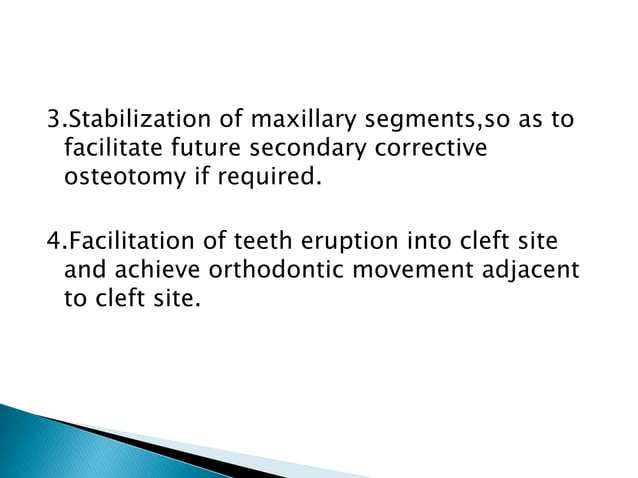 3.Stabilization of maxillary segments,so as to
facilitate future secondary corrective
osteotomy if required.
4.Facilitation of teeth eruption into cleft site
and achieve orthodontic movement adjacent
to cleft site.